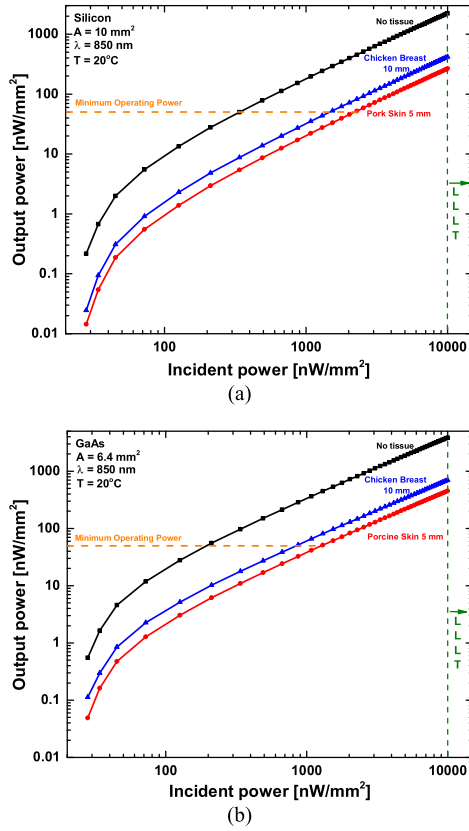 Silicon
A = 10 mm²
λ = 850 nm
T = 20°C
No tissue
Chicken Breast
10 mm
Minimum Operating Power
Pork Skin 5 mm
L
L
L
T
Output power [nW/mm²]
1000
100
10
1
0.1
0.01
100
1000
10000
Incident power [nW/mm²]
(a)
GaAs
A = 6.4 mm²
λ = 850 nm
T = 20°C
No tissue
Chicken Breast
10 mm
Minimum Operating Power
Porcine Skin 5 mm
L
L
L
T
Output power [nW/mm²]
1000
100
10
1
0.1
0.01
100
1000
10000
Incident power [nW/mm²]
(b)